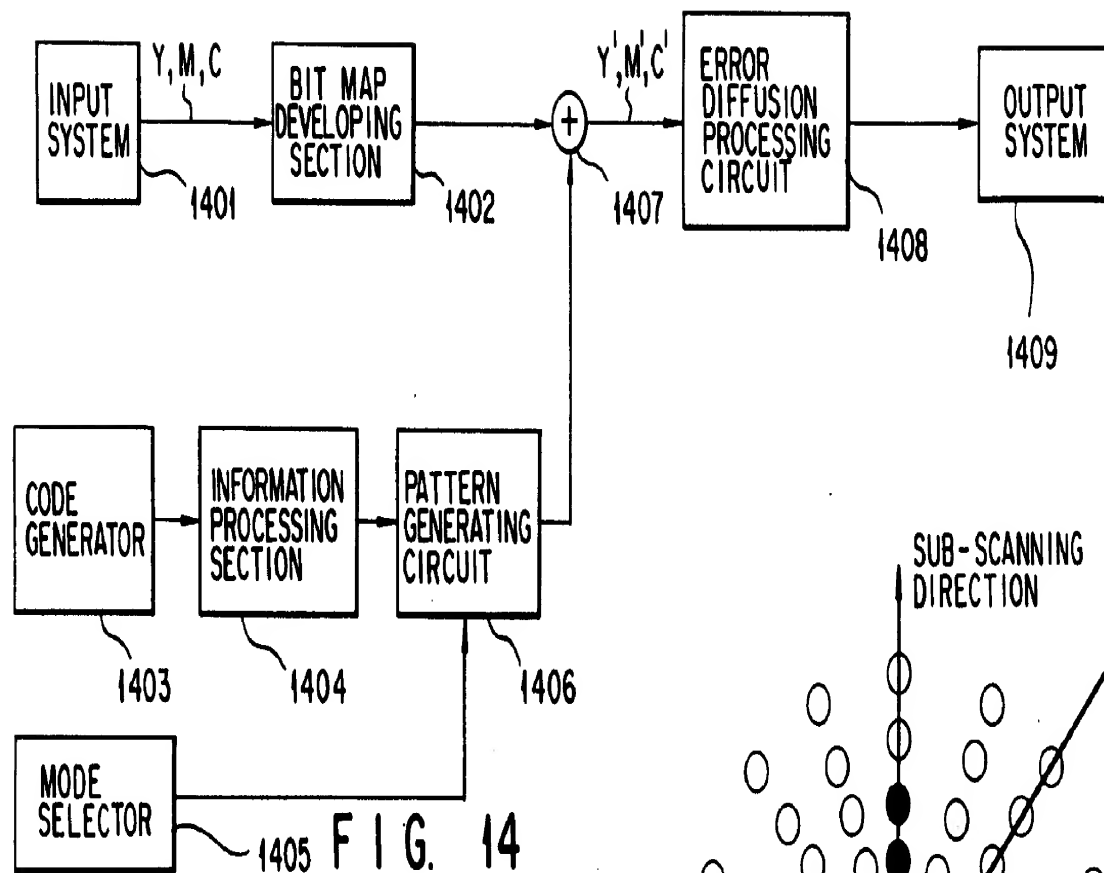 INPUT
SYSTEM
1401
Y, M, C
BIT MAP
DEVELOPING
SECTION
1402
+
1407
Y', M', C'
ERROR
DIFFUSION
PROCESSING
CIRCUIT
1408
OUTPUT
SYSTEM
1409
CODE
GENERATOR
1403
INFORMATION
PROCESSING
SECTION
1404
PATTERN
GENERATING
CIRCUIT
1406
MODE
SELECTOR
1405
FIG. 14
SUB-SCANNING
DIRECTION